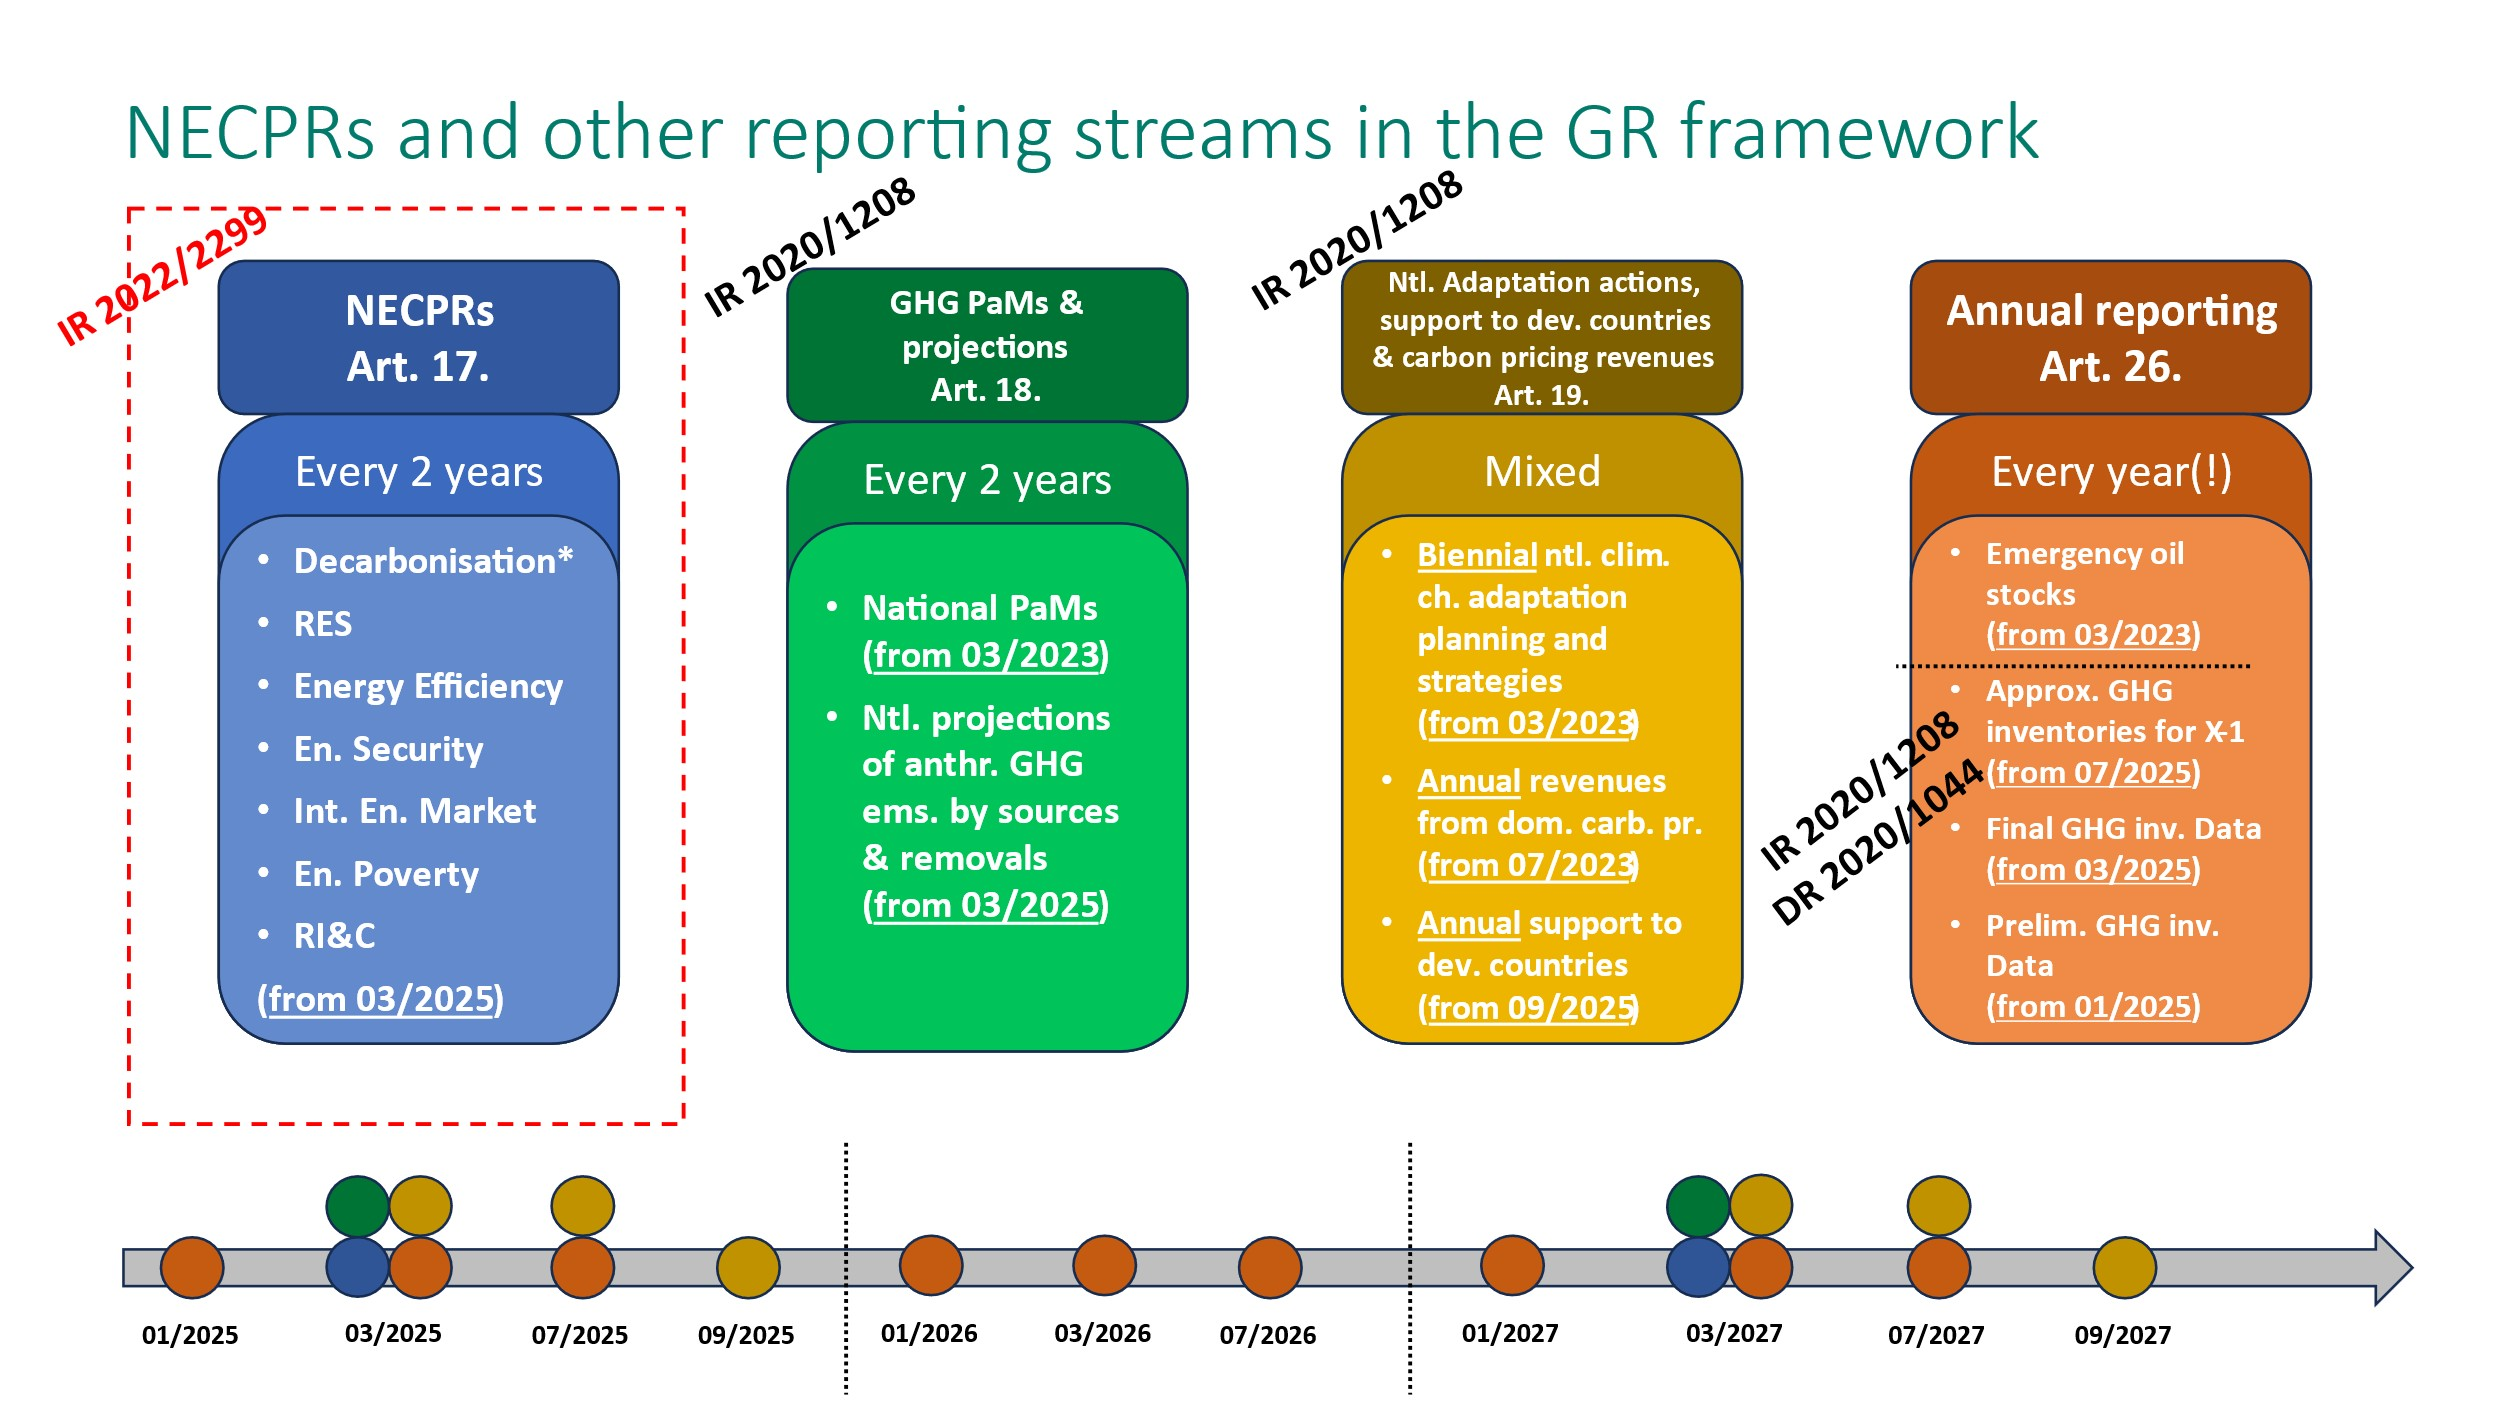 NECPRs and other reporting streams in the GR framework
IR 2022/2299
NECPRs
Art. 17.
Every 2 years
• Decarbonisation*
• RES
• Energy Efficiency
• En. Security
• Int. En. Market
• En. Poverty
• RI&C
(from 03/2025)
IR 2020/1208
GHG PaMs &
projections
Art. 18.
Every 2 years
• National PaMs
(from 03/2023)
• Ntl. projections
of anthr. GHG
ems. by sources
& removals
(from 03/2025)
IR 2020/1208
Ntl. Adaptation actions,
support to dev. countries
& carbon pricing revenues
Art. 19.
Mixed
• Biennial ntl. clim.
ch. adaptation
planning and
strategies
(from 03/2023)
• Annual revenues
from dom. carb. pr.
(from 07/2023)
• Annual support to
dev. countries
(from 09/2025)
Annual reporting
Art. 26.
Every year(!)
• Emergency oil
stocks
(from 03/2023)
IR 2020/1208
DR 2020/1044
• Approx. GHG
inventories for X-1
(from 07/2025)
• Final GHG inv. Data
(from 03/2025)
• Prelim. GHG inv.
Data
(from 01/2025)
01/2025
03/2025
07/2025
09/2025
01/2026
03/2026
07/2026
01/2027
03/2027
07/2027
09/2027